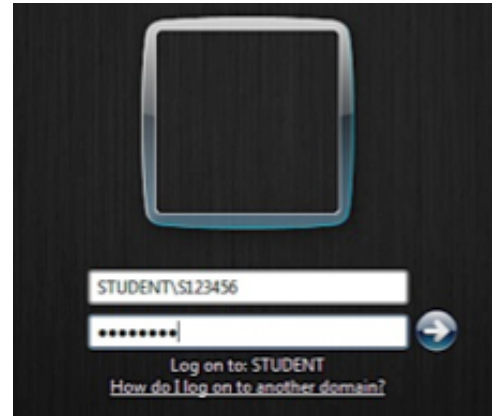 STUDENT\S123456
••••••••
Log on to: STUDENT
How do I log on to another domain?